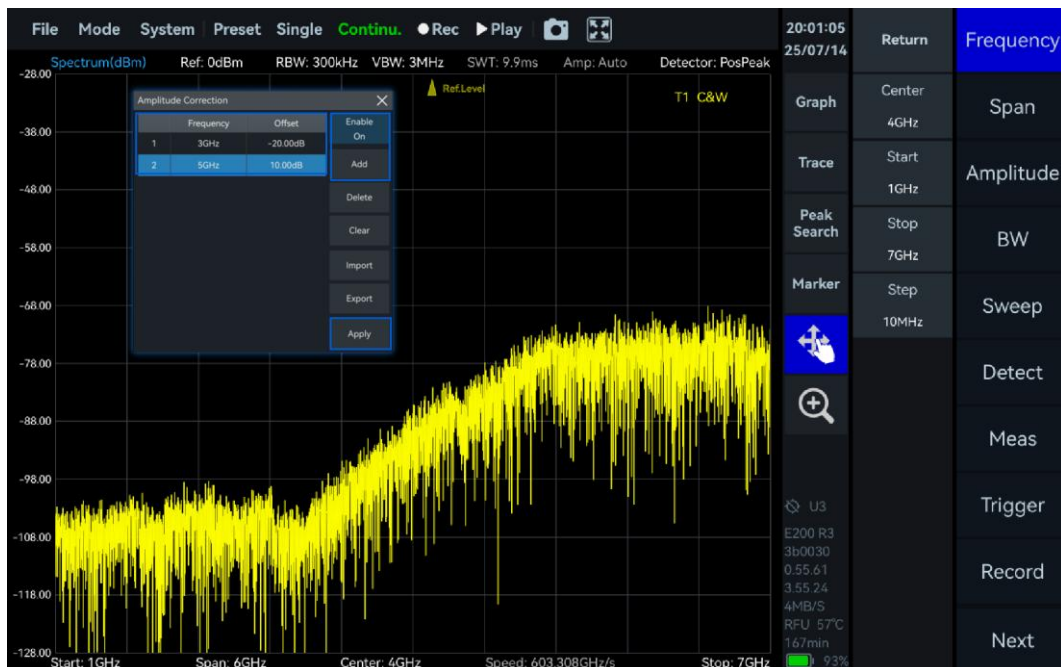 File Mode System Preset Single Continu. Rec Play
Spectrum(dBm) Ref: 0dBm RBW: 300kHz VBW: 3MHz SWT: 9.9ms Amp: Auto Detector: PosPeak
Ref.Level
T1 C&W
-28.00
-38.00
-48.00
-58.00
-68.00
-78.00
-88.00
-98.00
-108.00
-118.00
-128.00
Amplitude Correction
Frequency Offset
1 3GHz -20.00dB
2 5GHz 10.00dB
Enable
On
Add
Delete
Clear
Import
Export
Apply
Start: 1GHz Span: 6GHz Center: 4GHz Speed: 603.308GHz/s Stop: 7GHz
20:01:05
25/07/14
Graph
Trace
Peak
Search
Marker
U3
E200 R3
3b0030
0.55.61
3.55.24
4MB/S
RFU 57°C
167min
93%
Return
Center
4GHz
Start
1GHz
Stop
7GHz
Step
10MHz
Frequency
Span
Amplitude
BW
Sweep
Detect
Meas
Trigger
Record
Next